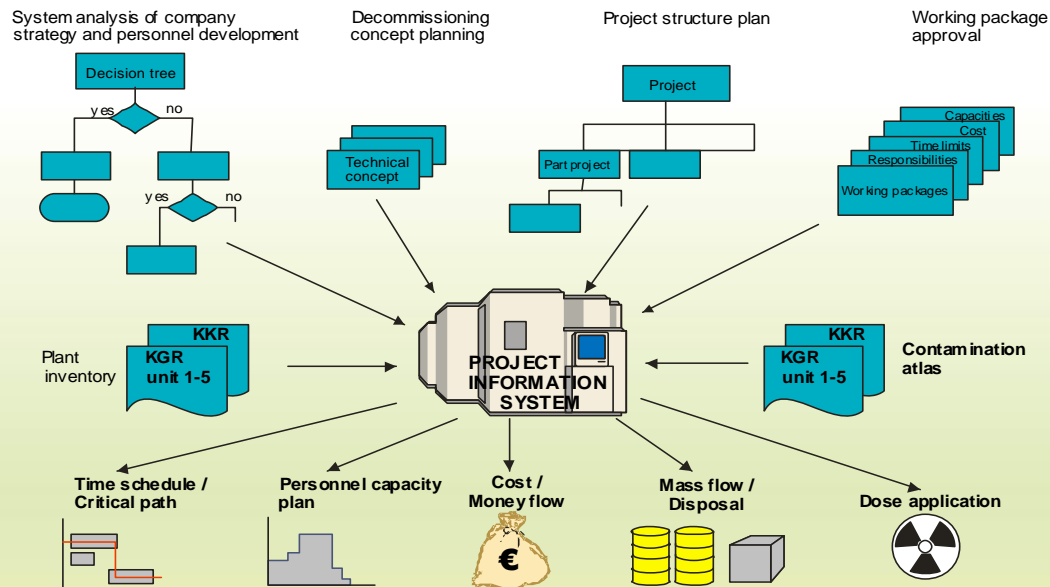 System analysis of company
strategy and personnel development
Decommissioning
concept planning
Project structure plan
Working package
approval
Decision tree
yes
no
yes
no
Technical
concept
Project
Part project
Capacities
Cost
Time limits
Responsibilities
Working packages
Plant
inventory
KKR
KGR
unit 1-5
PROJECT
INFORMATION
SYSTEM
KKR
KGR
unit 1-5
Contamination
atlas
Time schedule /
Critical path
Personnel capacity
plan
Cost /
Money flow
€
Mass flow /
Disposal
Dose application